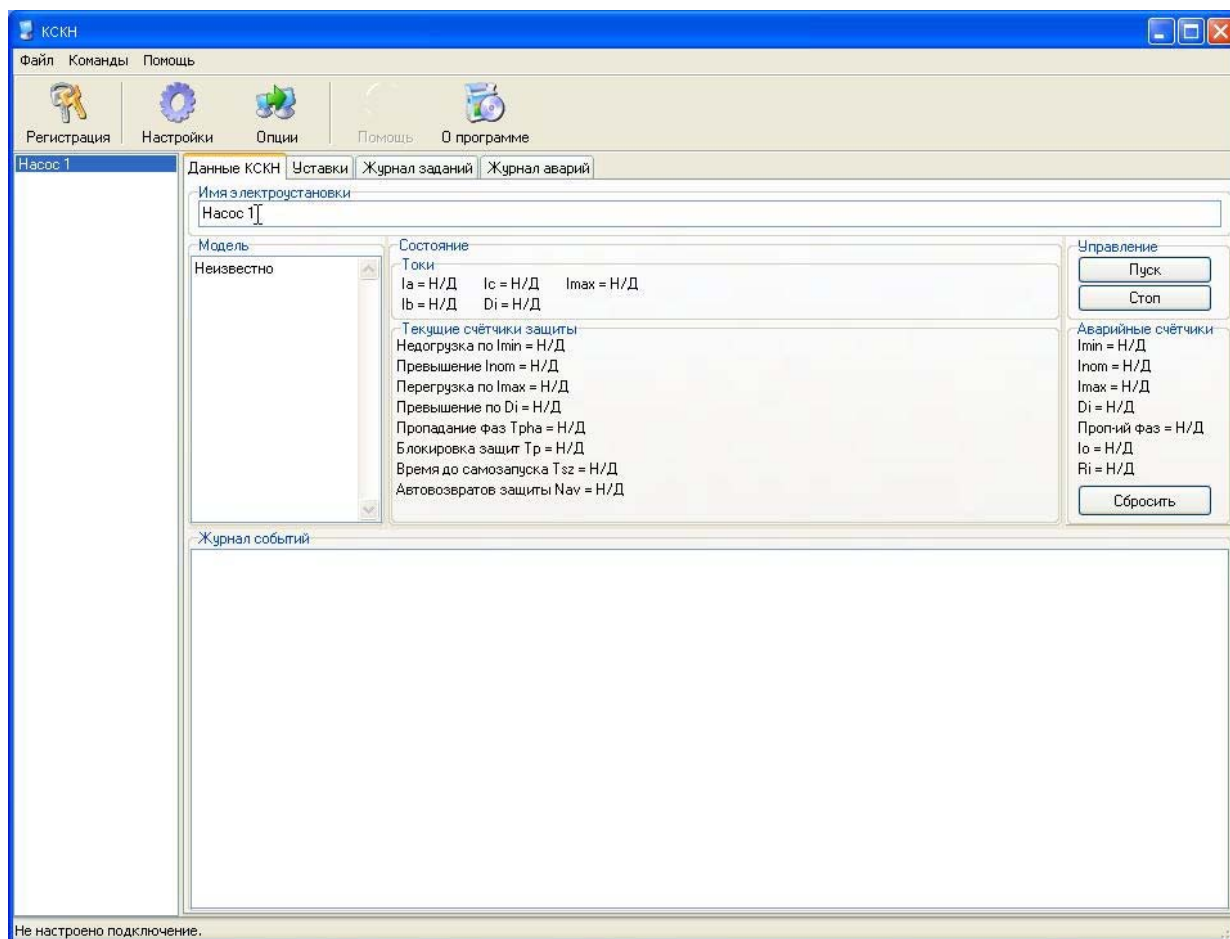 КСКН
Файл Команды Помощь
Регистрация Настройки Опции Помощь О программе
Насос 1
Данные КСКН Уставки Журнал заданий Журнал аварий
Имя электроустановки
Насос 1
Модель
Неизвестно
Состояние
Токи
Ia = Н/Д Ic = Н/Д Imax = Н/Д
Ib = Н/Д Di = Н/Д
Текущие счётчики защиты
Недогрузка по Imin = Н/Д
Превышение Inom = Н/Д
Перегрузка по Imax = Н/Д
Превышение по Di = Н/Д
Пропадание фаз Tpha = Н/Д
Блокировка защит Tp = Н/Д
Время до самозапуска Tsz = Н/Д
Автовозвратов защиты Nav = Н/Д
Управление
Пуск
Стоп
Аварийные счётчики
Imin = Н/Д
Inom = Н/Д
Imax = Н/Д
Di = Н/Д
Проп-ий фаз = Н/Д
Io = Н/Д
Ri = Н/Д
Сбросить
Журнал событий
Не настроено подключение.